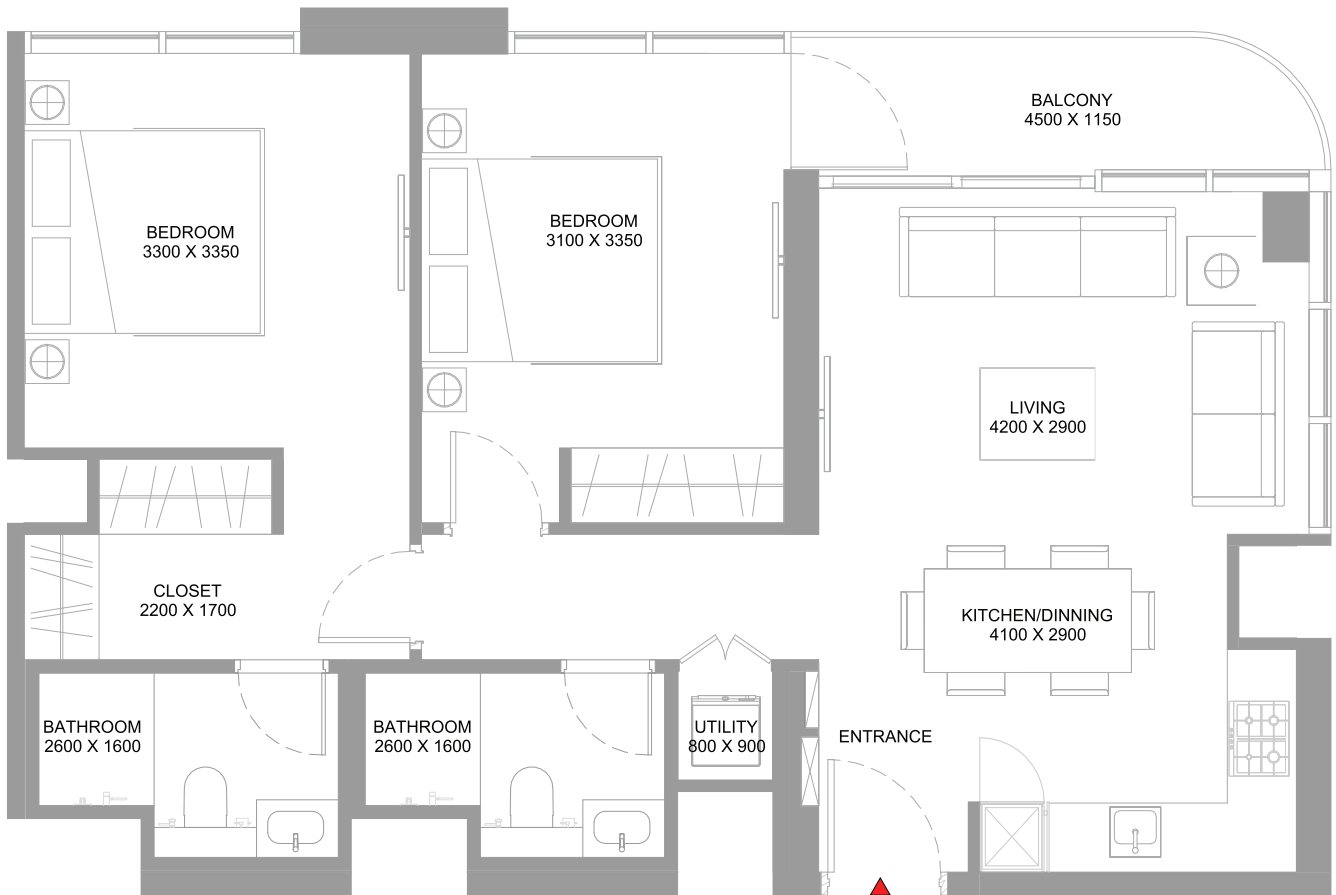 BALCONY
4500 X 1150
BEDROOM
3300 X 3350
BEDROOM
3100 X 3350
LIVING
4200 X 2900
CLOSET
2200 X 1700
KITCHEN/DINNING
4100 X 2900
BATHROOM
2600 X 1600
BATHROOM
2600 X 1600
UTILITY
800 X 900
ENTRANCE